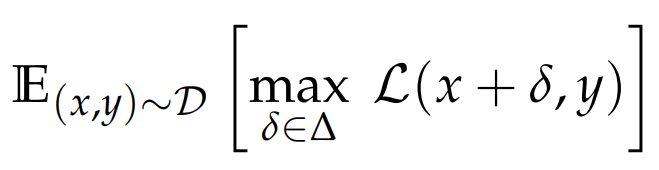 𝔼_{(x,y)∼𝒟} [ max_{δ∈Δ} ℒ(x + δ, y) ]